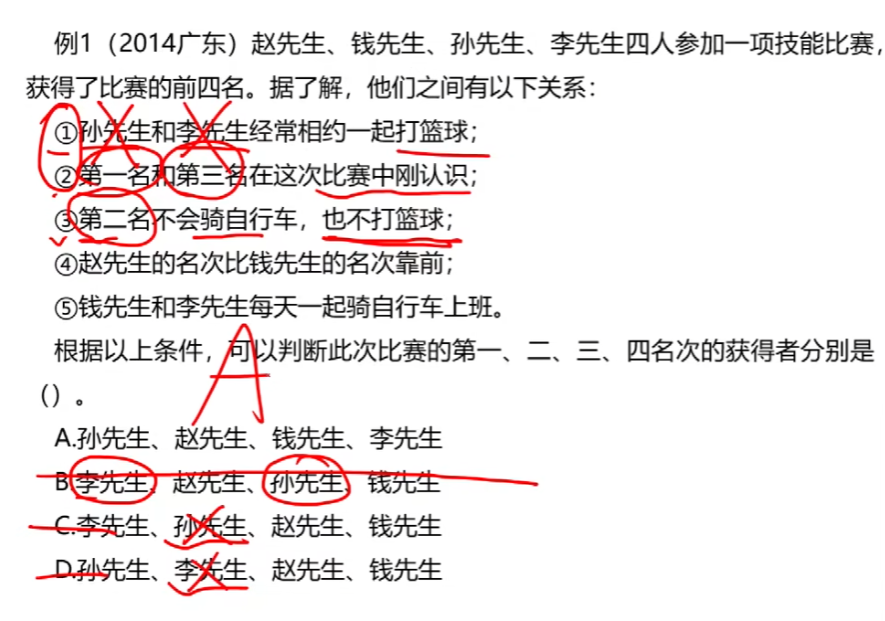 例1（2014广东）赵先生、钱先生、孙先生、李先生四人参加一项技能比赛，
获得了比赛的前四名。据了解，他们之间有以下关系：
①孙先生和李先生经常相约一起打篮球；
②第一名和第三名在这次比赛中刚认识；
③第二名不会骑自行车，也不打篮球；
④赵先生的名次比钱先生的名次靠前；
⑤钱先生和李先生每天一起骑自行车上班。
根据以上条件，可以判断此次比赛的第一、二、三、四名次的获得者分别是
（）。
A
A.孙先生、赵先生、钱先生、李先生
B.李先生、赵先生、孙先生、钱先生
C.李先生、孙先生、赵先生、钱先生
D.孙先生、李先生、赵先生、钱先生